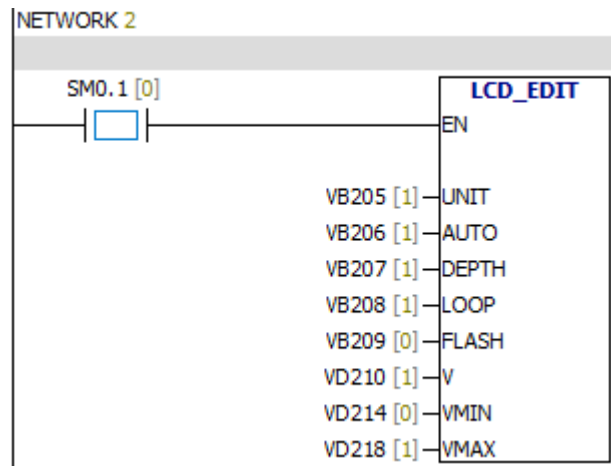 NETWORK 2
SM0.1 [0]
LCD_EDIT
EN
VB205 [1] UNIT
VB206 [1] AUTO
VB207 [1] DEPTH
VB208 [1] LOOP
VB209 [0] FLASH
VD210 [1] V
VD214 [0] VMIN
VD218 [1] VMAX